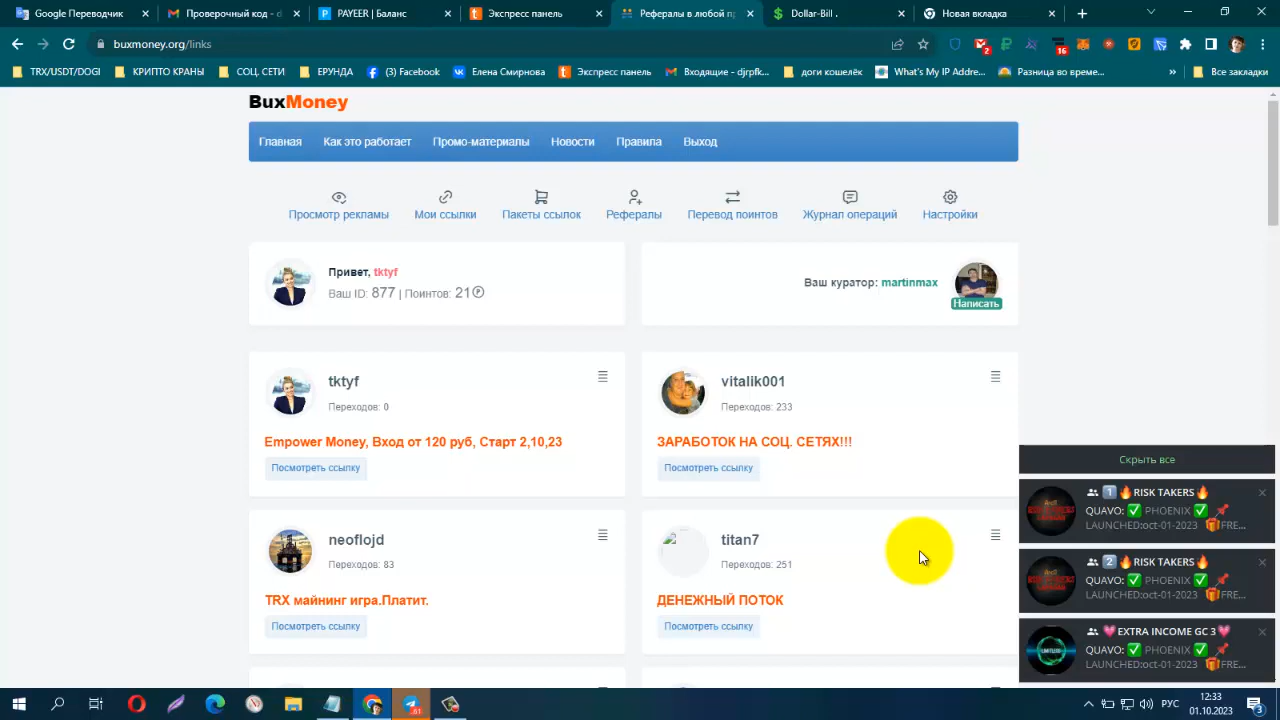 Google Переводчик
Проверочный код - d
PAYEER | Баланс
Экспресс панель
Рефералы в любой п
Dollar-Bill .
Новая вкладка
buxmoney.org/links
2
16
TRX/USDT/DOGI
КРИПТО КРАНЫ
СОЦ. СЕТИ
ЕРУНДА
(3) Facebook
Елена Смирнова
Экспресс панель
Входящие - djrpfk...
доги кошелёк
What's My IP Addre...
Разница во време...
»
Все закладки
BuxMoney
Главная
Как это работает
Промо-материалы
Новости
Правила
Выход
Просмотр рекламы
Мои ссылки
Пакеты ссылок
Рефералы
Перевод поинтов
Журнал операций
Настройки
Привет, tktyf
Ваш ID: 877 | Поинтов: 21Ⓟ
Ваш куратор: martinmax
Написать
tktyf
Переходов: 0
Empower Money, Вход от 120 руб, Старт 2,10,23
Посмотреть ссылку
vitalik001
Переходов: 233
ЗАРАБОТОК НА СОЦ. СЕТЯХ!!!
Посмотреть ссылку
neoflojd
Переходов: 83
TRX майнинг игра.Платит.
Посмотреть ссылку
titan7
Переходов: 251
ДЕНЕЖНЫЙ ПОТОК
Посмотреть ссылку
Скрыть все
1️⃣🔥RISK TAKERS🔥
QUAVO: ✅ PHOENIX ✅ 📌
LAUNCHED:oct-01-2023 🎁FRE...
2️⃣🔥RISK TAKERS🔥
QUAVO: ✅ PHOENIX ✅ 📌
LAUNCHED:oct-01-2023 🎁FRE...
💗EXTRA INCOME GC 3💗
QUAVO: ✅ PHOENIX ✅ 📌
LAUNCHED:oct-01-2023 🎁FRE...
51
РУС
12:33
01.10.2023
3